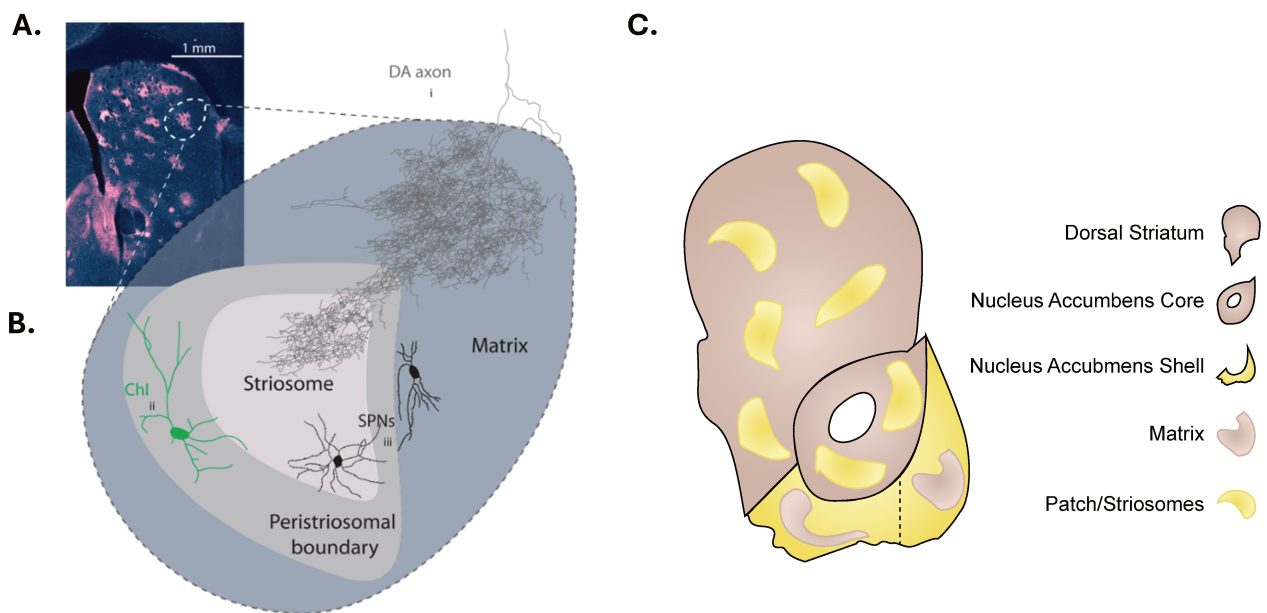 A.
1 mm
DA axon
i
B.
Matrix
Striosome
ChI
ii
SPNs
iii
Peristriosomal
boundary
C.
Dorsal Striatum
Nucleus Accumbens Core
Nucleus Accubmens Shell
Matrix
Patch/Striosomes